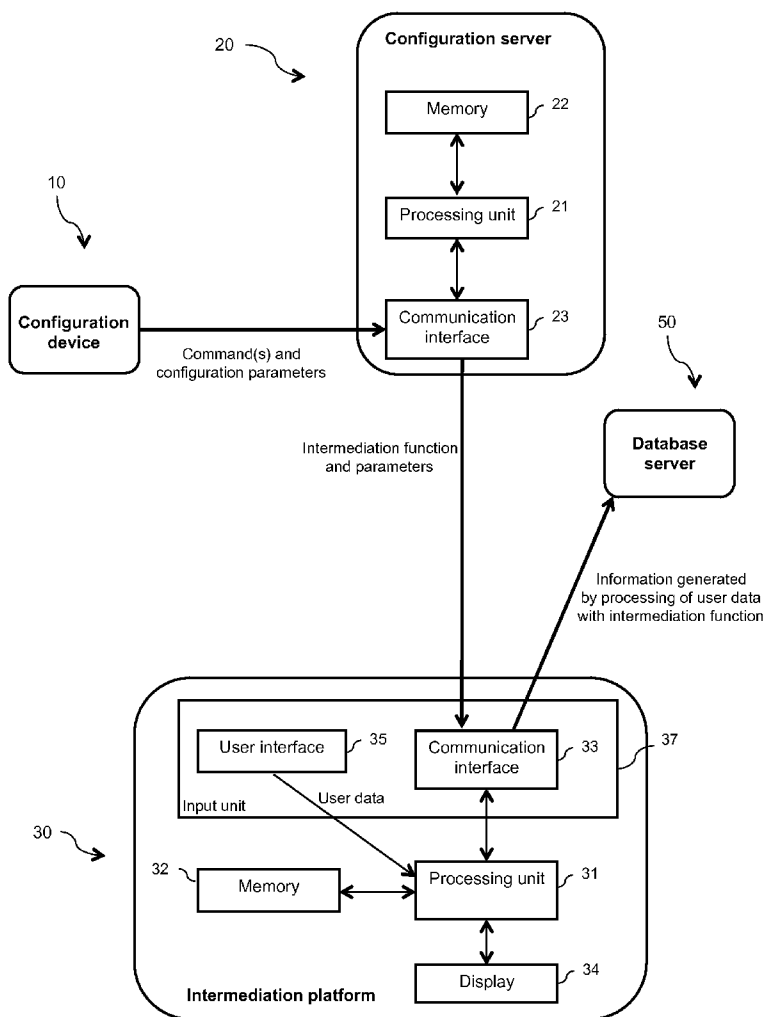 Configuration server
20
Memory
22
10
Processing unit
21
Configuration
device
Communication
interface
23
50
Command(s) and
configuration parameters
Intermediation function
and parameters
Database
server
Information generated
by processing of user data
with intermediation function
User interface
35
Communication
interface
33
37
User data
Input unit
30
32
Memory
Processing unit
31
Display
34
Intermediation platform